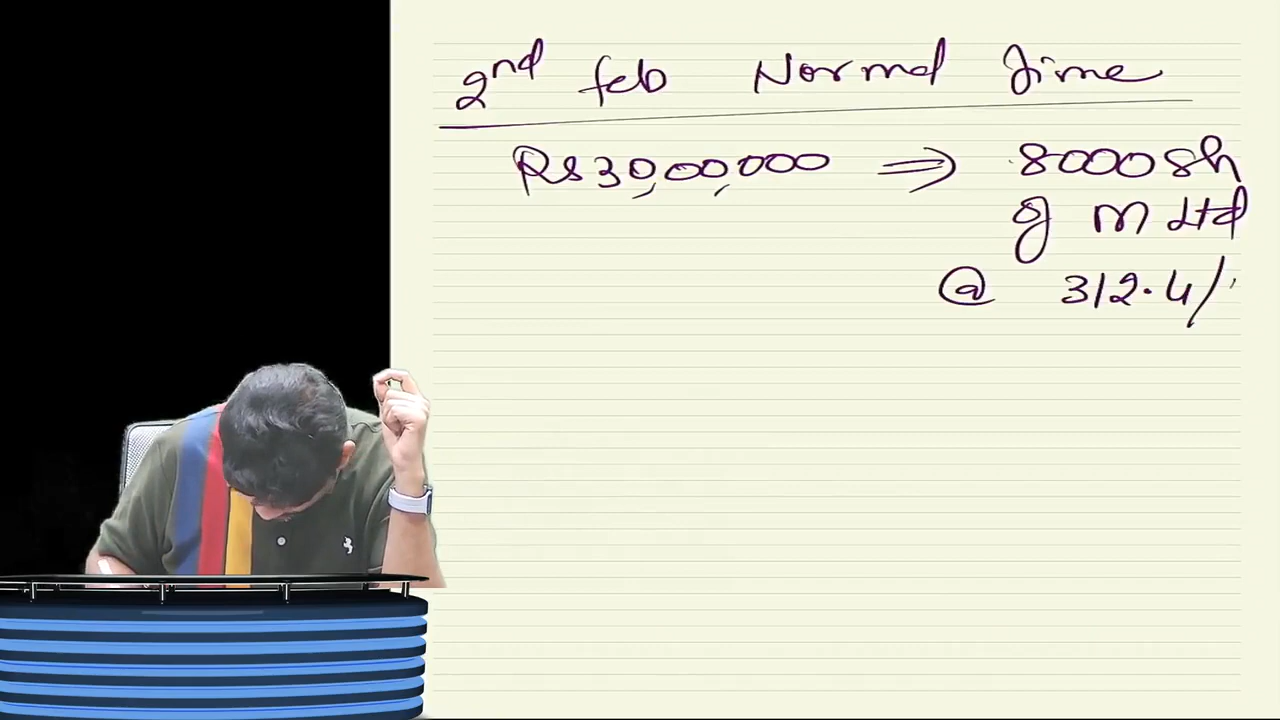 2nd Feb Normal Time
Rs 30,00,000 ⇒ 8000 Sh
of M Ltd
@ 312.4/